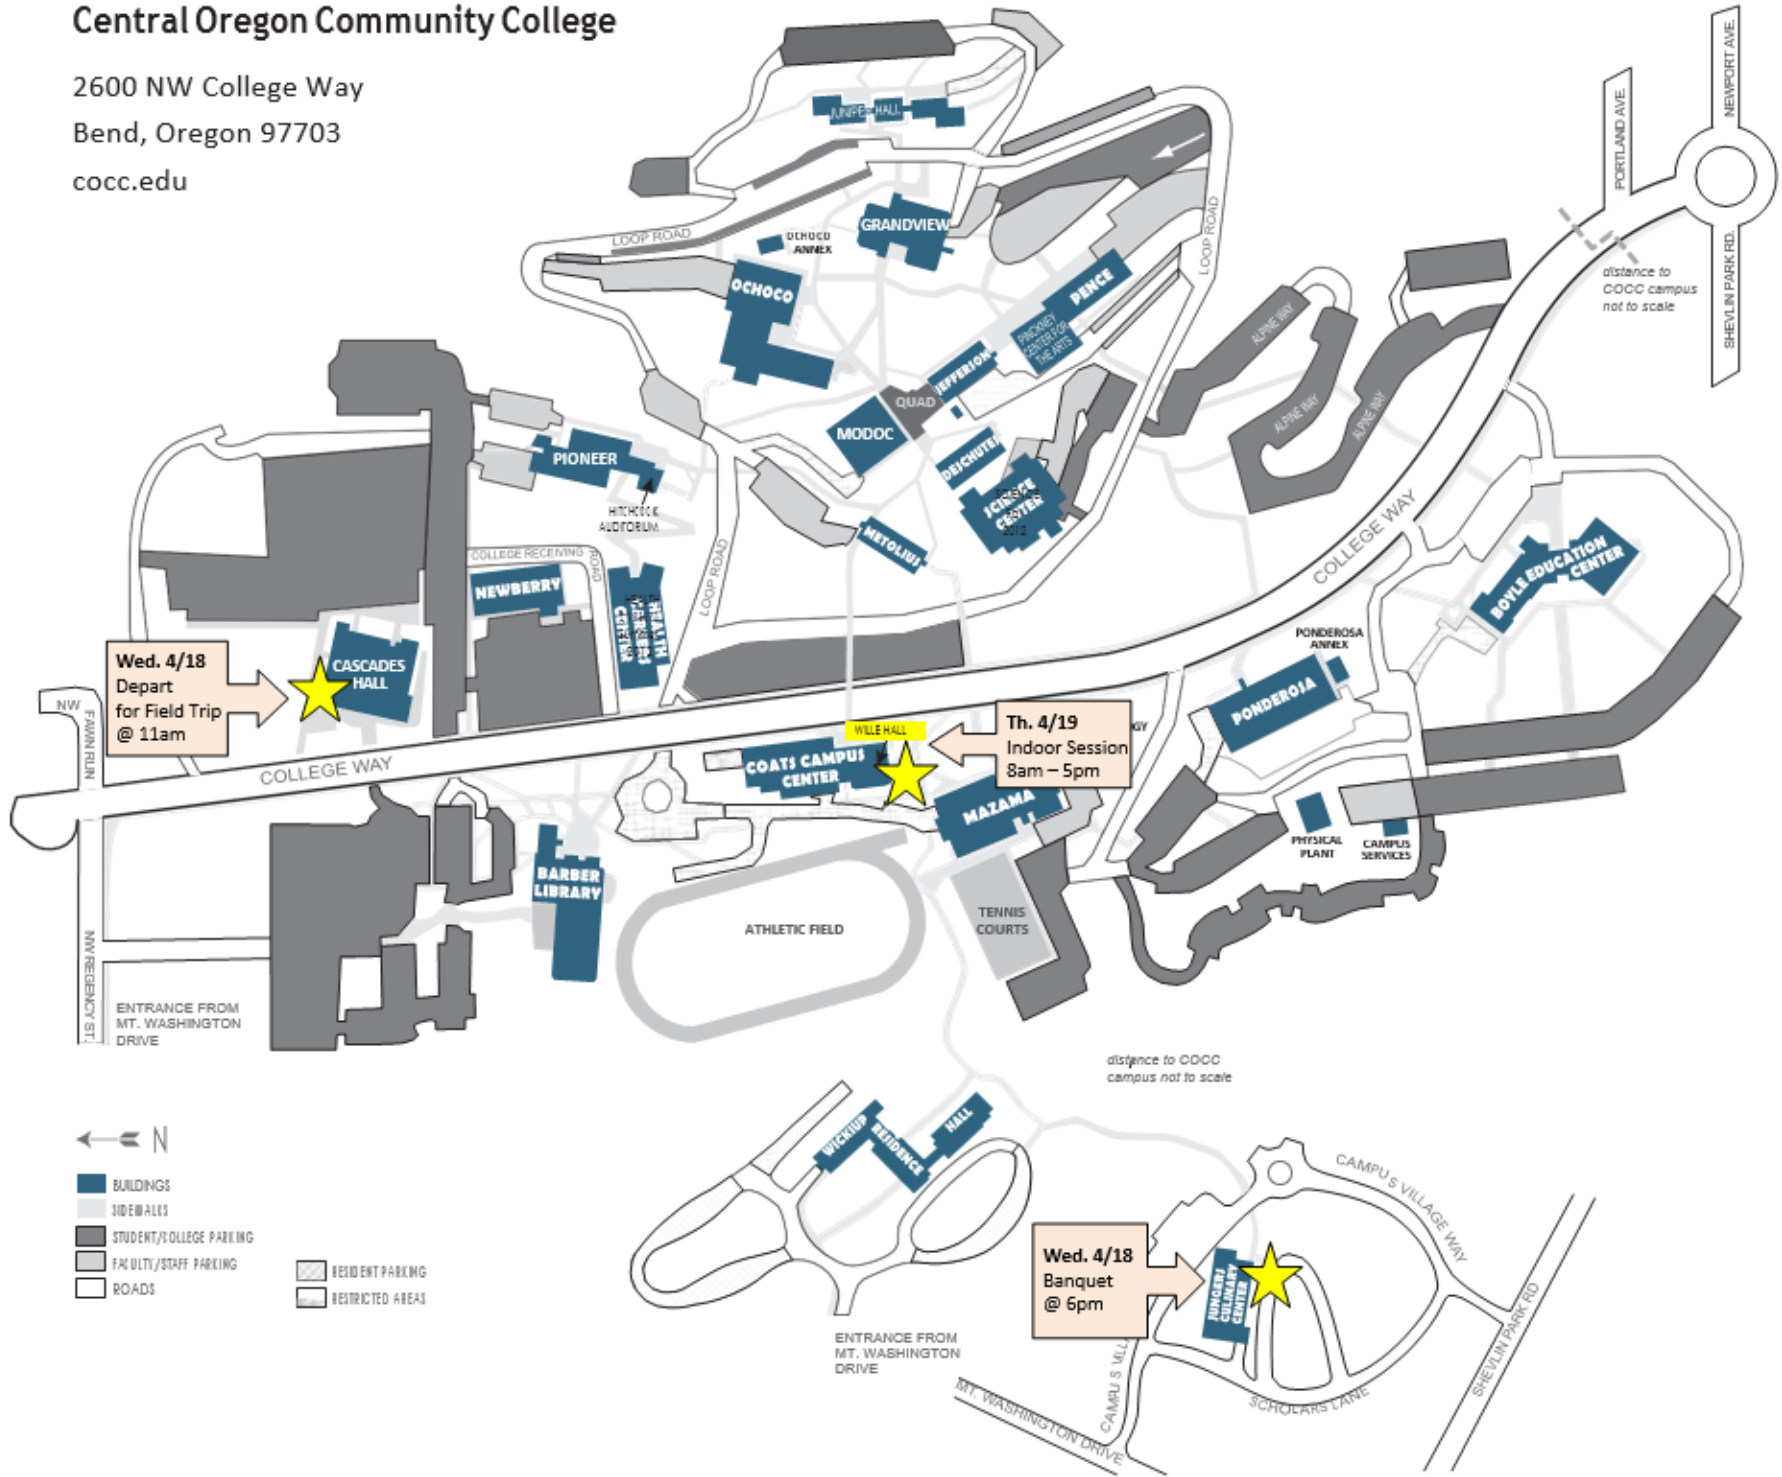 Central Oregon Community College
2600 NW College Way
Bend, Oregon 97703
cocc.edu
JUNIPER HALL
NEWPORT AVE.
PORTLAND AVE.
SHEVLIN PARK RD.
distance to
COCC campus
not to scale
LOOP ROAD
LOOP ROAD
OCHOCO
ANNEX
GRANDVIEW
OCHOCO
PENCE
PINCKNEY
CENTER FOR
THE ARTS
JEFFERSON
QUAD
MODOC
DESCHUTES
SCIENCE
CENTER
METOLIUS
ALPINE WAY
ALPINE WAY
ALPINE WAY
PIONEER
HITCHCOCK
AUDITORIUM
COLLEGE RECEIVING
ROAD
NEWBERRY
HEALTH
CAREERS
CENTER
LOOP ROAD
COLLEGE WAY
BOYLE EDUCATION
CENTER
PONDEROSA
ANNEX
PONDEROSA
Wed. 4/18
Depart
for Field Trip
@ 11am
CASCADES
HALL
NW
FAWN RUN
COLLEGE WAY
WILLE HALL
COATS CAMPUS
CENTER
Th. 4/19
Indoor Session
8am – 5pm
GY
MAZAMA
PHYSICAL
PLANT
CAMPUS
SERVICES
BARBER
LIBRARY
ATHLETIC FIELD
TENNIS
COURTS
NW REGENCY ST.
ENTRANCE FROM
MT. WASHINGTON
DRIVE
distance to COCC
campus not to scale
N
BUILDINGS
SIDEWALKS
STUDENT/COLLEGE PARKING
FACULTY/STAFF PARKING
ROADS
RESIDENT PARKING
RESTRICTED AREAS
WICKIUP
RESIDENCE
HALL
ENTRANCE FROM
MT. WASHINGTON
DRIVE
Wed. 4/18
Banquet
@ 6pm
JUNGERS
CULINARY
CENTER
CAMPUS VILLAGE WAY
CAMPUS VILL
SCHOLARS LANE
SHEVLIN PARK RD
MT. WASHINGTON DRIVE